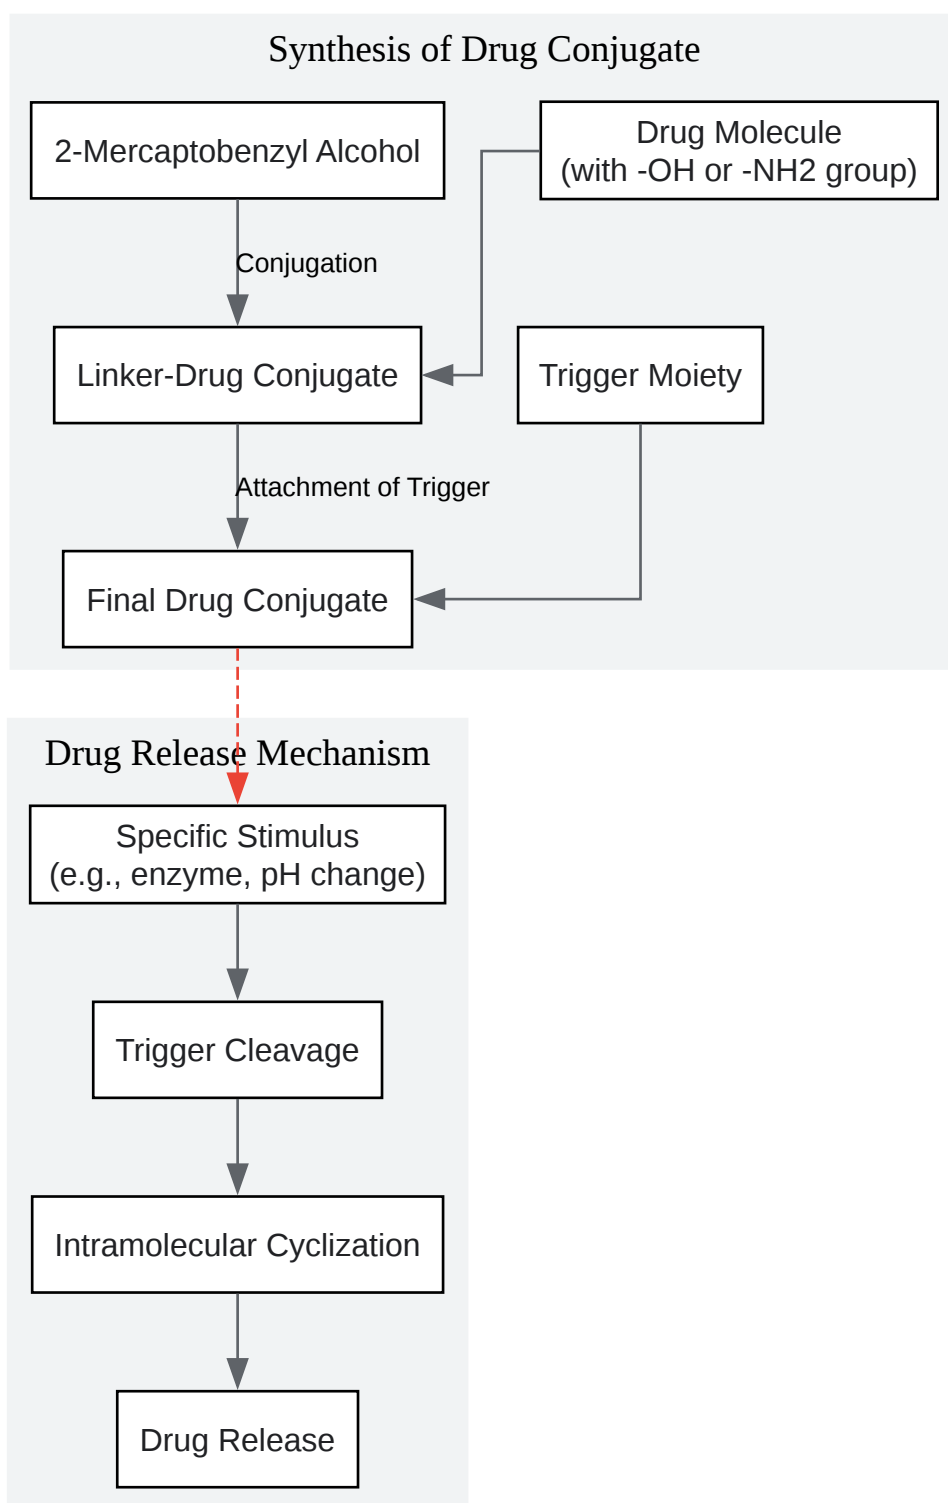 Synthesis of Drug Conjugate
2-Mercaptobenzyl Alcohol
Drug Molecule
(with -OH or -NH2 group)
Conjugation
Linker-Drug Conjugate
Trigger Moiety
Attachment of Trigger
Final Drug Conjugate
Drug Release Mechanism
Specific Stimulus
(e.g., enzyme, pH change)
Trigger Cleavage
Intramolecular Cyclization
Drug Release